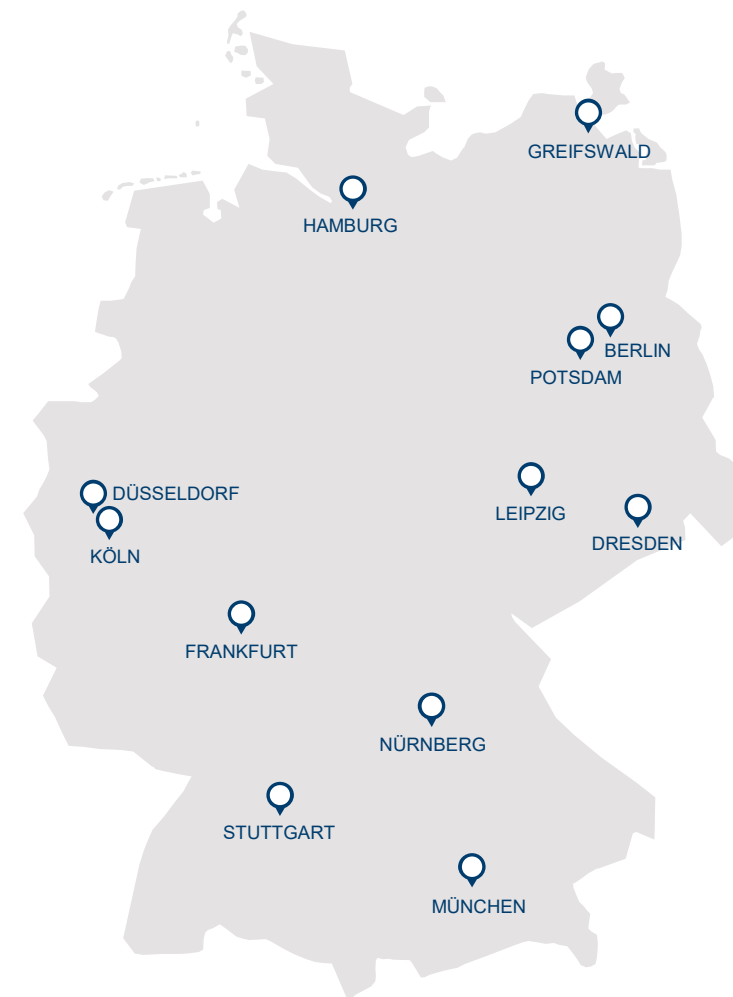 GREIFSWALD
HAMBURG
BERLIN
POTSDAM
DÜSSELDORF
LEIPZIG
DRESDEN
KÖLN
FRANKFURT
NÜRNBERG
STUTTGART
MÜNCHEN